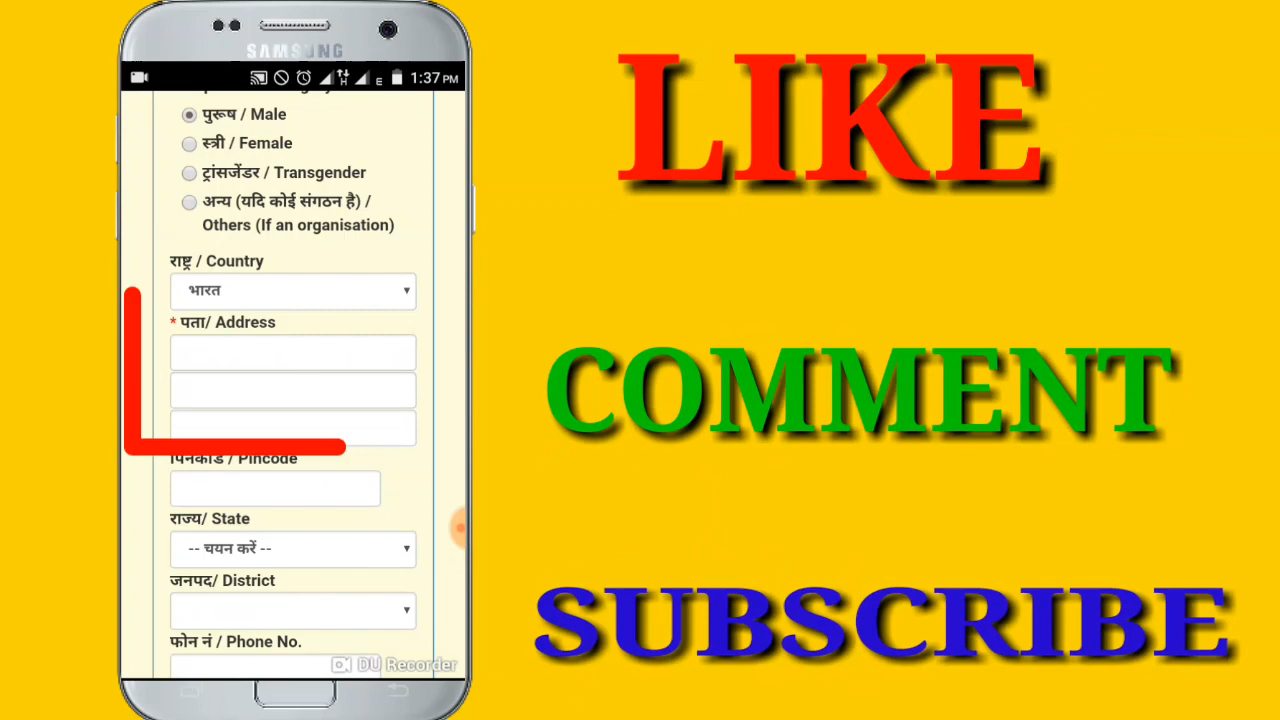 SAMSUNG
E
1:37 PM
पुरूष / Male
स्त्री / Female
ट्रांसजेंडर / Transgender
अन्य (यदि कोई संगठन है) /
Others (If an organisation)
राष्ट्र / Country
भारत
* पता/ Address
पिनकोड / Pincode
राज्य/ State
-- चयन करें --
जनपद/ District
फोन नं / Phone No.
DU Recorder
LIKE
COMMENT
SUBSCRIBE